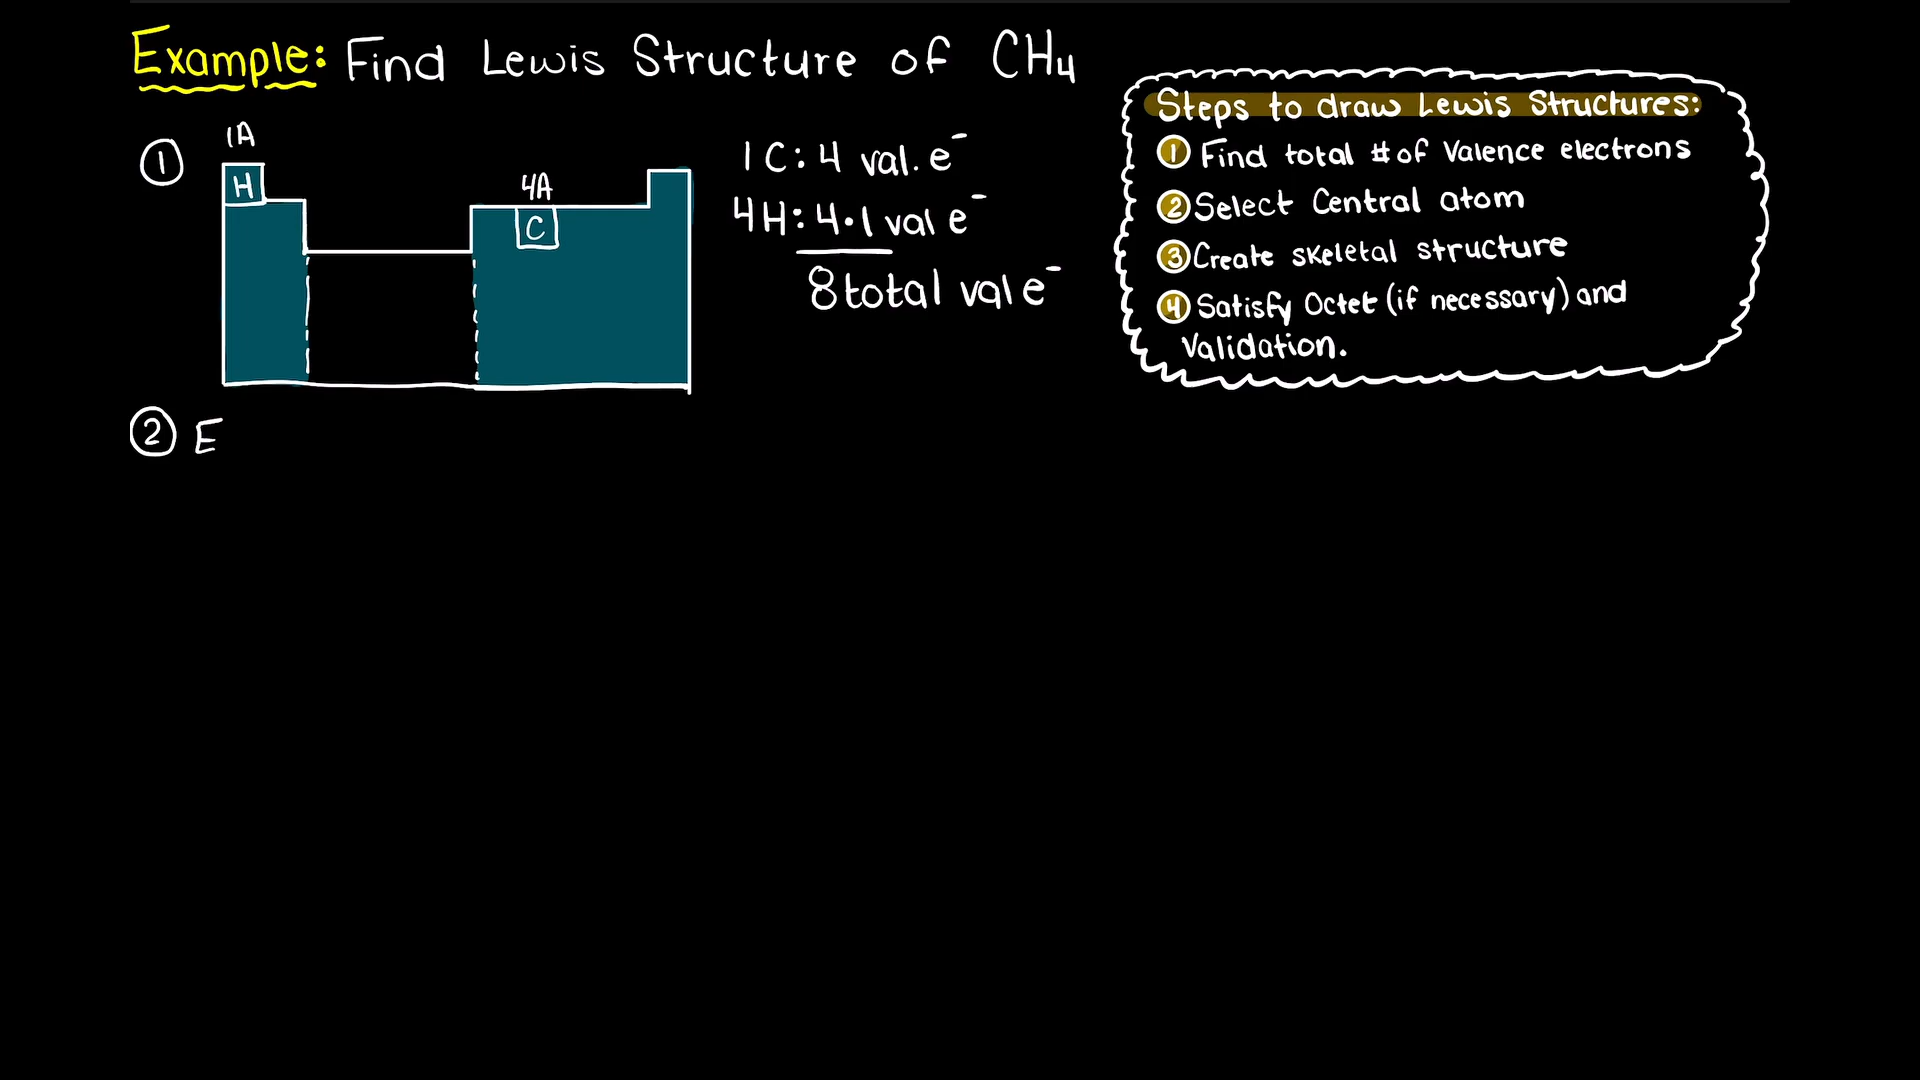 Example: Find Lewis Structure of CH₄
① 1A
H
4A
C
1C: 4 val. e⁻
4H: 4•1 val e⁻
8 total val e⁻
Steps to draw Lewis Structures:
① Find total # of Valence electrons
② Select Central atom
③ Create skeletal structure
④ Satisfy Octet (if necessary) and
Validation.
② E